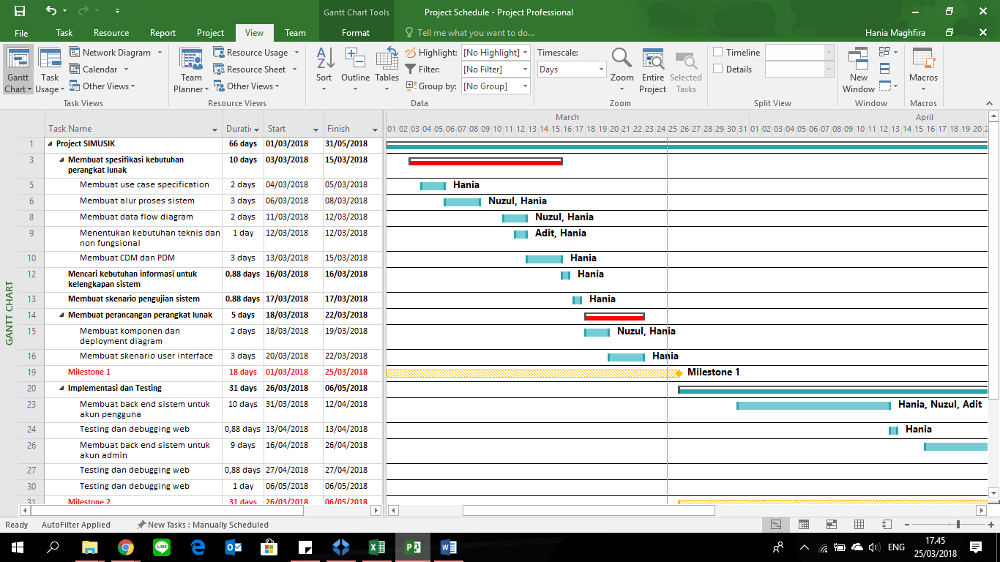 Gantt Chart Tools
Project Schedule - Project Professional
File Task Resource Report Project View Team Format Tell me what you want to do... Hania Maghfira
Gantt Chart
Task Usage
Network Diagram
Calendar
Other Views
Task Views
Team Planner
Resource Usage
Resource Sheet
Other Views
Resource Views
Sort
Outline
Tables
Highlight: [No Highlight]
Filter: [No Filter]
Group by: [No Group]
Data
Timescale:
Days
Zoom
Entire Project
Selected Tasks
Zoom
Timeline
Details
Split View
New Window
Window
Macros
Macros
GANTT CHART
Task Name Duratic Start Finish
March April
01 02 03 04 05 06 07 08 09 10 11 12 13 14 15 16 17 18 19 20 21 22 23 24 25 26 27 28 29 30 31 01 02 03 04 05 06 07 08 09 10 11 12 13 14 15 16 17 18 19 20 2
1 Project SIMUSIK 66 days 01/03/2018 31/05/2018
3 Membuat spesifikasi kebutuhan 10 days 03/03/2018 15/03/2018
perangkat lunak
5 Membuat use case specification 2 days 04/03/2018 05/03/2018 Hania
6 Membuat alur proses sistem 3 days 06/03/2018 08/03/2018 Nuzul, Hania
8 Membuat data flow diagram 2 days 11/03/2018 12/03/2018 Nuzul, Hania
9 Menentukan kebutuhan teknis dan 1 day 12/03/2018 12/03/2018 Adit, Hania
non fungsional
10 Membuat CDM dan PDM 3 days 13/03/2018 15/03/2018 Hania
12 Mencari kebutuhan informasi untuk 0,88 days 16/03/2018 16/03/2018 Hania
kelengkapan sistem
13 Membuat skenario pengujian sistem 0,88 days 17/03/2018 17/03/2018 Hania
14 Membuat perancangan perangkat lunak 5 days 18/03/2018 22/03/2018
15 Membuat komponen dan 2 days 18/03/2018 19/03/2018 Nuzul, Hania
deployment diagram
16 Membuat skenario user interface 3 days 20/03/2018 22/03/2018 Hania
19 Milestone 1 18 days 01/03/2018 25/03/2018 Milestone 1
20 Implementasi dan Testing 31 days 26/03/2018 06/05/2018
23 Membuat back end sistem untuk 10 days 31/03/2018 12/04/2018 Hania, Nuzul, Adit
akun pengguna
24 Testing dan debugging web 0,88 days 13/04/2018 13/04/2018 Hania
26 Membuat back end sistem untuk 9 days 16/04/2018 26/04/2018
akun admin
27 Testing dan debugging web 0,88 days 27/04/2018 27/04/2018
30 Testing dan debugging web 1 day 06/05/2018 06/05/2018
31 Milestone 2 31 days 26/03/2018 06/05/2018
Ready AutoFilter Applied New Tasks : Manually Scheduled
LINE
ENG
17.45
25/03/2018